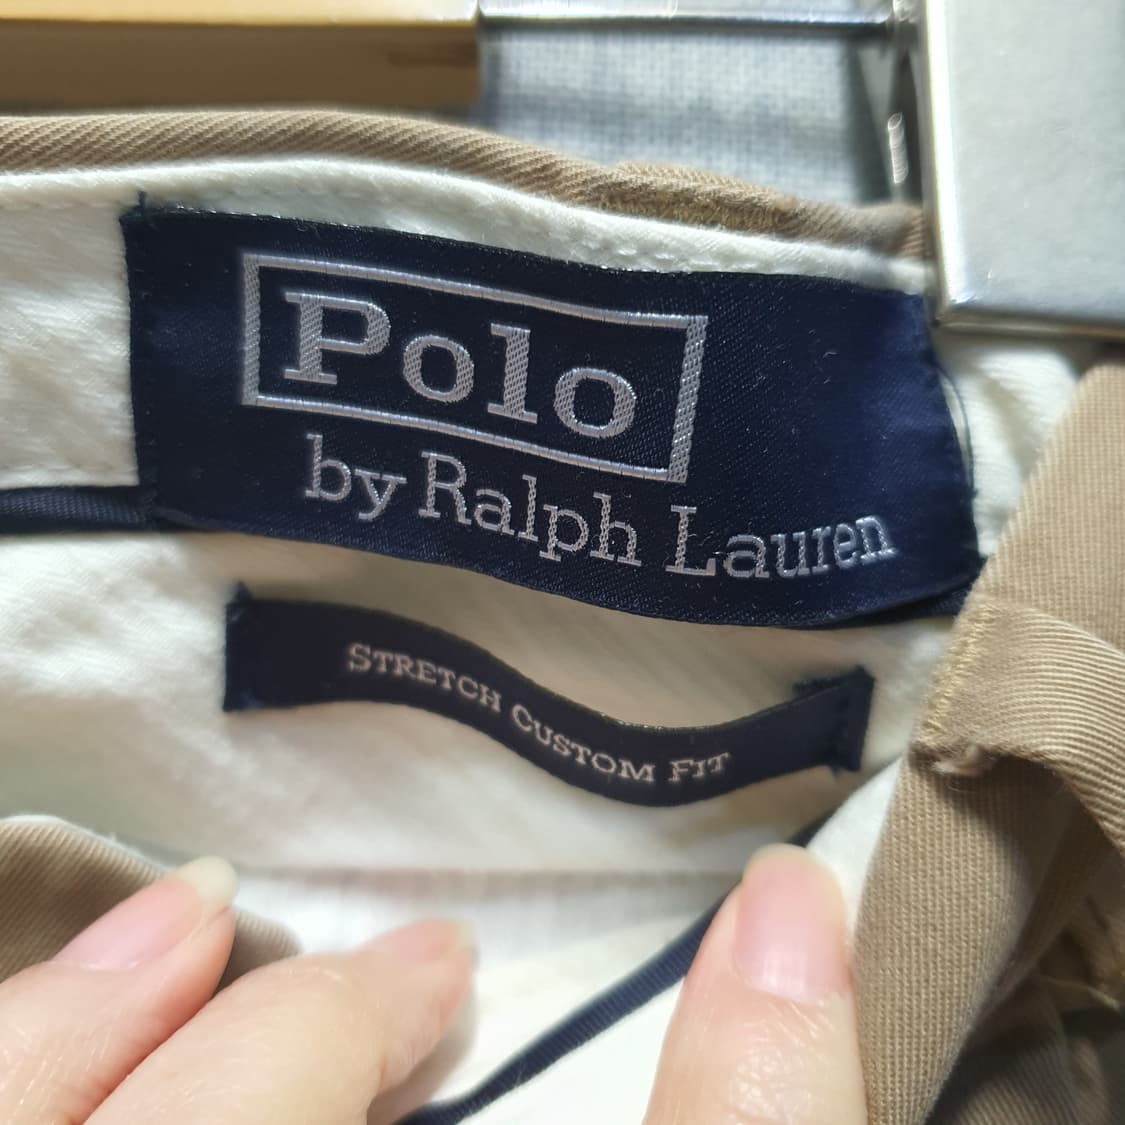 Polo
by Ralph Lauren
STRETCH CUSTOM FIT